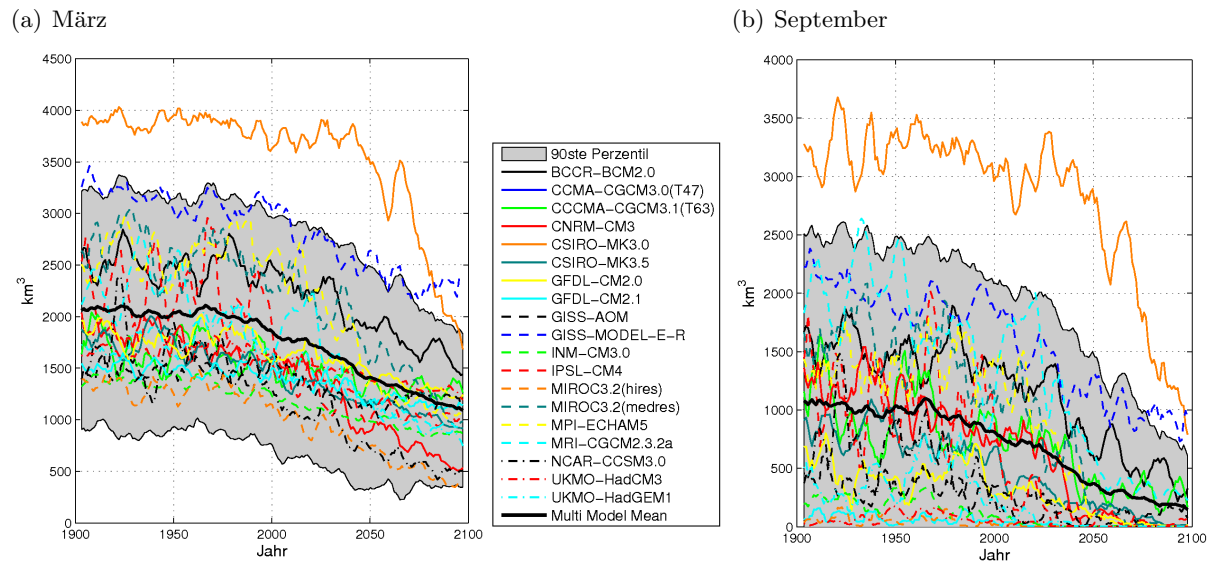 (a) März
(b) September
4500
4000
3500
3000
2500
2000
1500
1000
500
0
km³
1900 1950 2000 2050 2100
Jahr
90ste Perzentil
BCCR−BCM2.0
CCMA−CGCM3.0(T47)
CCCMA−CGCM3.1(T63)
CNRM−CM3
CSIRO−MK3.0
CSIRO−MK3.5
GFDL−CM2.0
GFDL−CM2.1
GISS−AOM
GISS−MODEL−E−R
INM−CM3.0
IPSL−CM4
MIROC3.2(hires)
MIROC3.2(medres)
MPI−ECHAM5
MRI−CGCM2.3.2a
NCAR−CCSM3.0
UKMO−HadCM3
UKMO−HadGEM1
Multi Model Mean
4000
3500
3000
2500
2000
1500
1000
500
0
km³
1900 1950 2000 2050 2100
Jahr